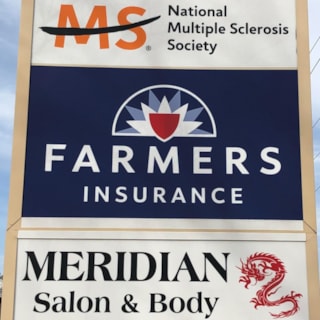 MS®
National
Multiple Sclerosis
Society
FARMERS
INSURANCE
MERIDIAN
Salon & Body